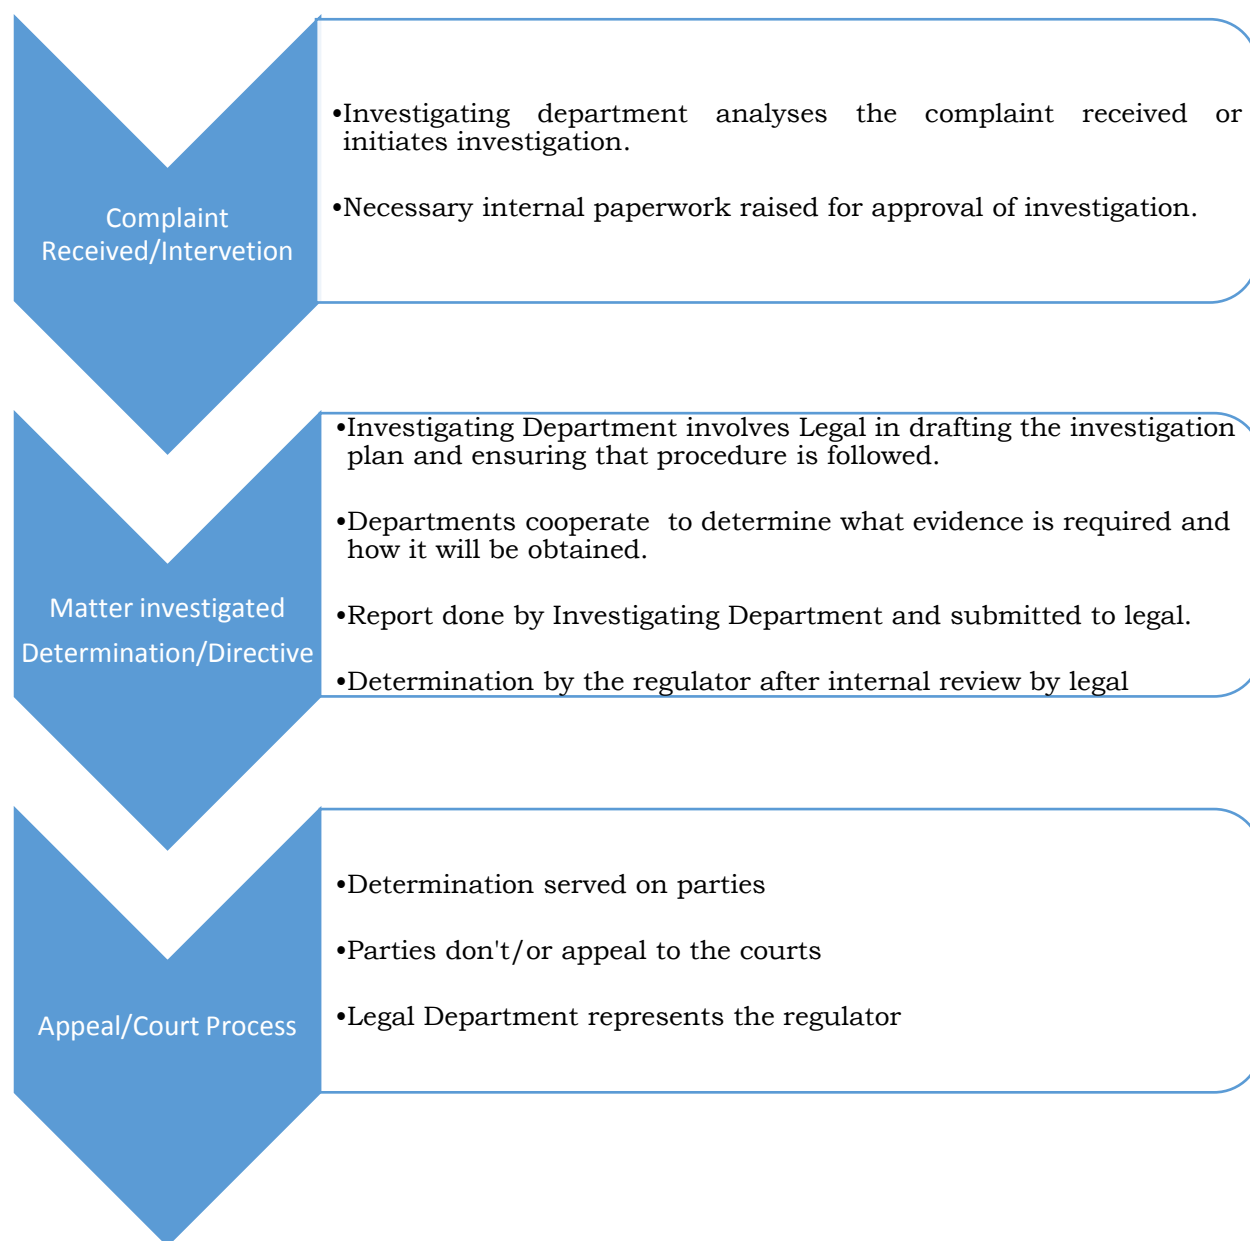 Complaint
Received/Intervetion
•Investigating department analyses the complaint received or
initiates investigation.
•Necessary internal paperwork raised for approval of investigation.
Matter investigated
Determination/Directive
•Investigating Department involves Legal in drafting the investigation
plan and ensuring that procedure is followed.
•Departments cooperate to determine what evidence is required and
how it will be obtained.
•Report done by Investigating Department and submitted to legal.
•Determination by the regulator after internal review by legal
Appeal/Court Process
•Determination served on parties
•Parties don't/or appeal to the courts
•Legal Department represents the regulator